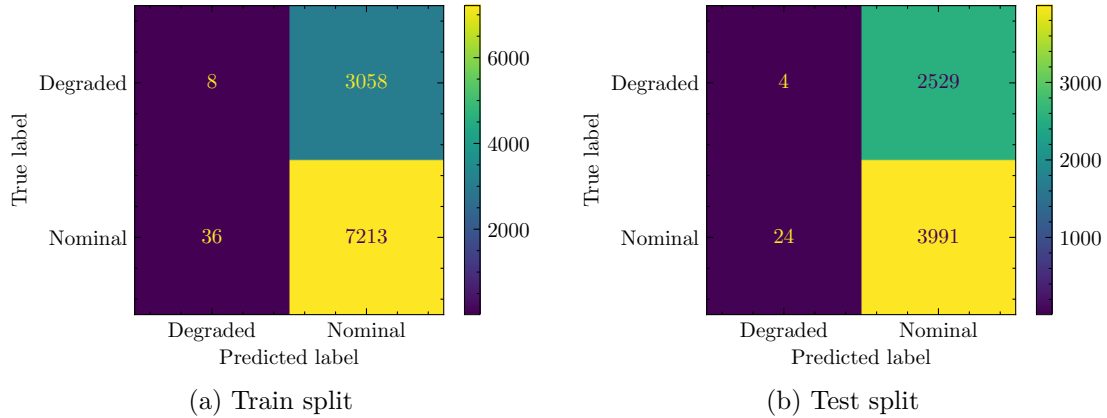 Degraded
Nominal
True label
8
3058
36
7213
Degraded
Nominal
Predicted label
6000
4000
2000
(a) Train split
Degraded
Nominal
True label
4
2529
24
3991
Degraded
Nominal
Predicted label
3000
2000
1000
(b) Test split